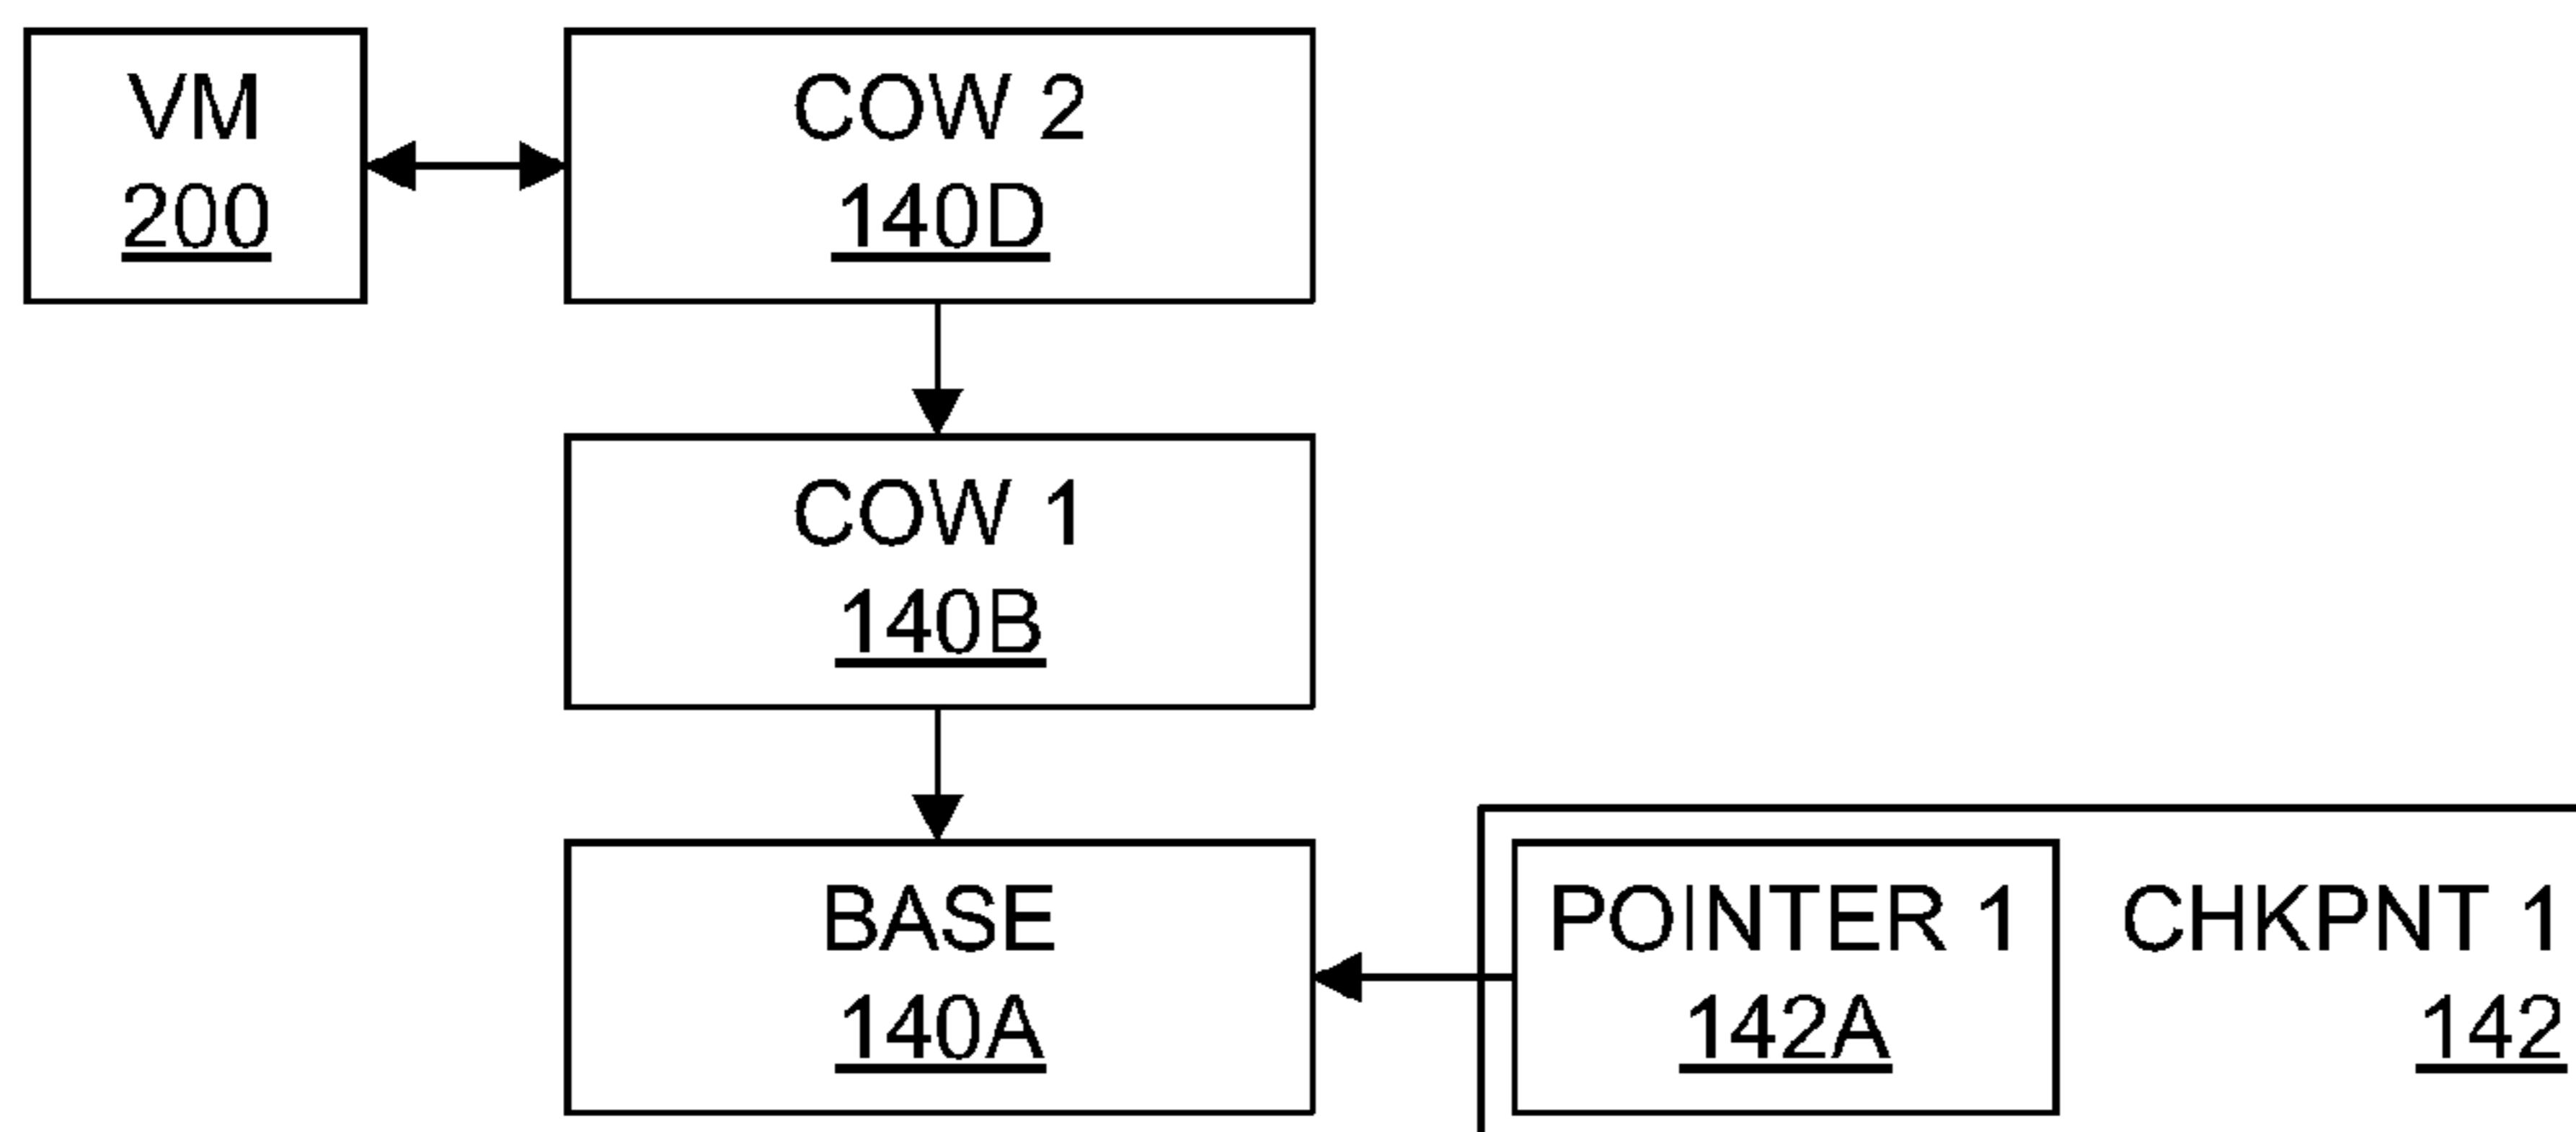 VM
200
COW 2
140D
COW 1
140B
BASE
140A
POINTER 1
142A
CHKPNT 1
142